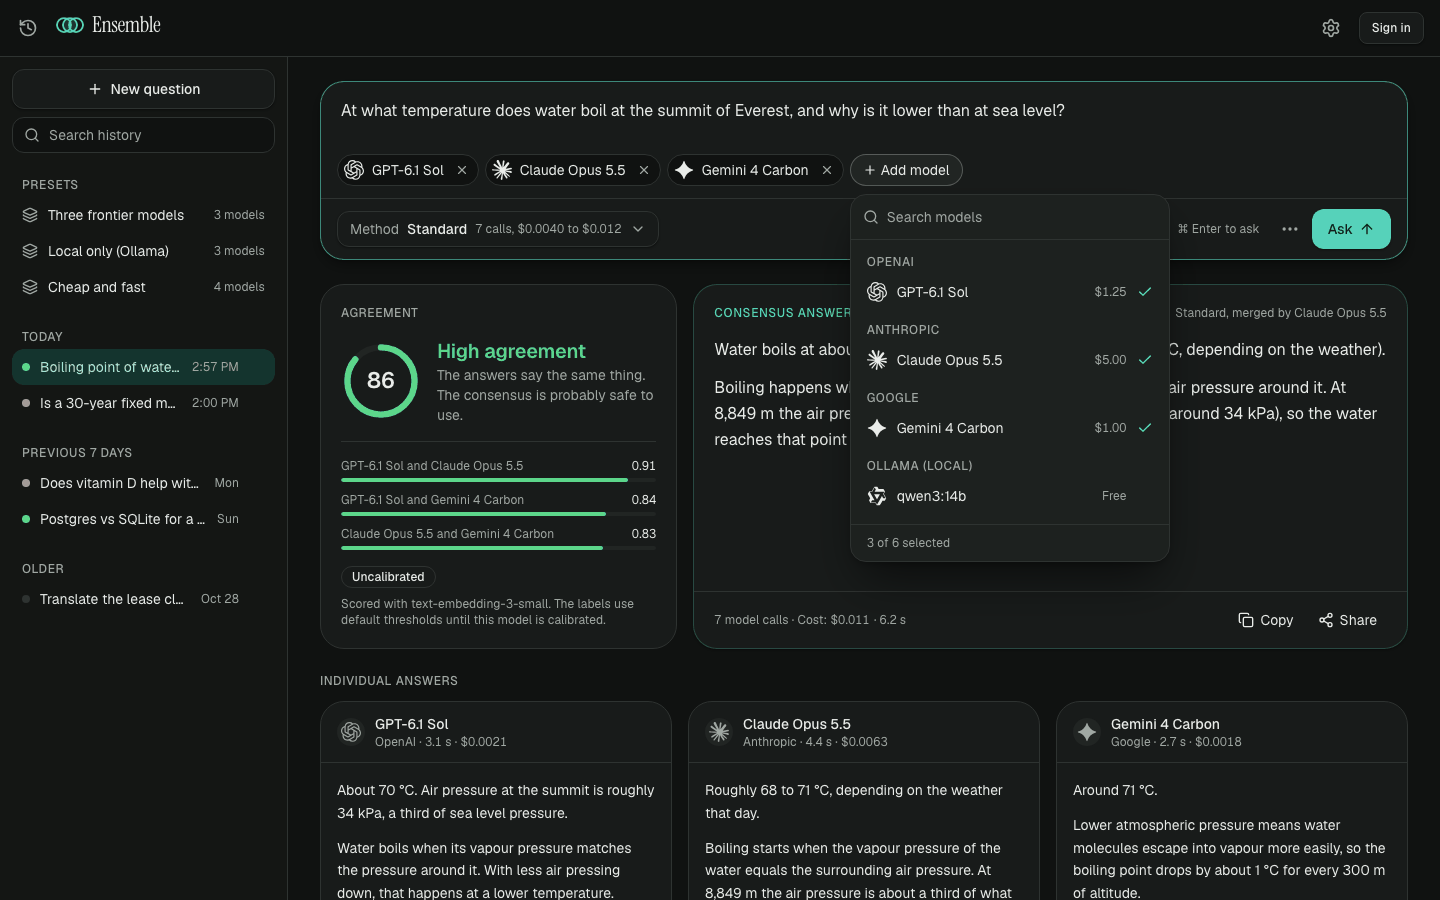 Ensemble
Sign in
New question
Search history
PRESETS
Three frontier models 3 models
Local only (Ollama) 3 models
Cheap and fast 4 models
TODAY
Boiling point of wate... 2:57 PM
Is a 30-year fixed m... 2:00 PM
PREVIOUS 7 DAYS
Does vitamin D help wit... Mon
Postgres vs SQLite for a ... Sun
OLDER
Translate the lease cl... Oct 28
At what temperature does water boil at the summit of Everest, and why is it lower than at sea level?
GPT-6.1 Sol × Claude Opus 5.5 × Gemini 4 Carbon × + Add model
Method Standard 7 calls, $0.0040 to $0.012
⌘ Enter to ask ••• Ask ↑
Search models
OPENAI
GPT-6.1 Sol $1.25
ANTHROPIC
Claude Opus 5.5 $5.00
GOOGLE
Gemini 4 Carbon $1.00
OLLAMA (LOCAL)
qwen3:14b Free
3 of 6 selected
AGREEMENT
86
High agreement
The answers say the same thing.
The consensus is probably safe to
use.
GPT-6.1 Sol and Claude Opus 5.5 0.91
GPT-6.1 Sol and Gemini 4 Carbon 0.84
Claude Opus 5.5 and Gemini 4 Carbon 0.83
Uncalibrated
Scored with text-embedding-3-small. The labels use
default thresholds until this model is calibrated.
CONSENSUS ANSWER Standard, merged by Claude Opus 5.5
Water boils at C, depending on the weather).
Boiling happens air pressure around it. At
8,849 m the air around 34 kPa), so the water
reaches that point
7 model calls · Cost: $0.011 · 6.2 s
Copy
Share
INDIVIDUAL ANSWERS
GPT-6.1 Sol
OpenAI · 3.1 s · $0.0021
About 70 °C. Air pressure at the summit is roughly
34 kPa, a third of sea level pressure.
Water boils when its vapour pressure matches
the pressure around it. With less air pressing
down, that happens at a lower temperature.
Claude Opus 5.5
Anthropic · 4.4 s · $0.0063
Roughly 68 to 71 °C, depending on the weather
that day.
Boiling starts when the vapour pressure of the
water equals the surrounding air pressure. At
8,849 m the air pressure is about a third of what
Gemini 4 Carbon
Google · 2.7 s · $0.0018
Around 71 °C.
Lower atmospheric pressure means water
molecules escape into vapour more easily, so the
boiling point drops by about 1 °C for every 300 m
of altitude.